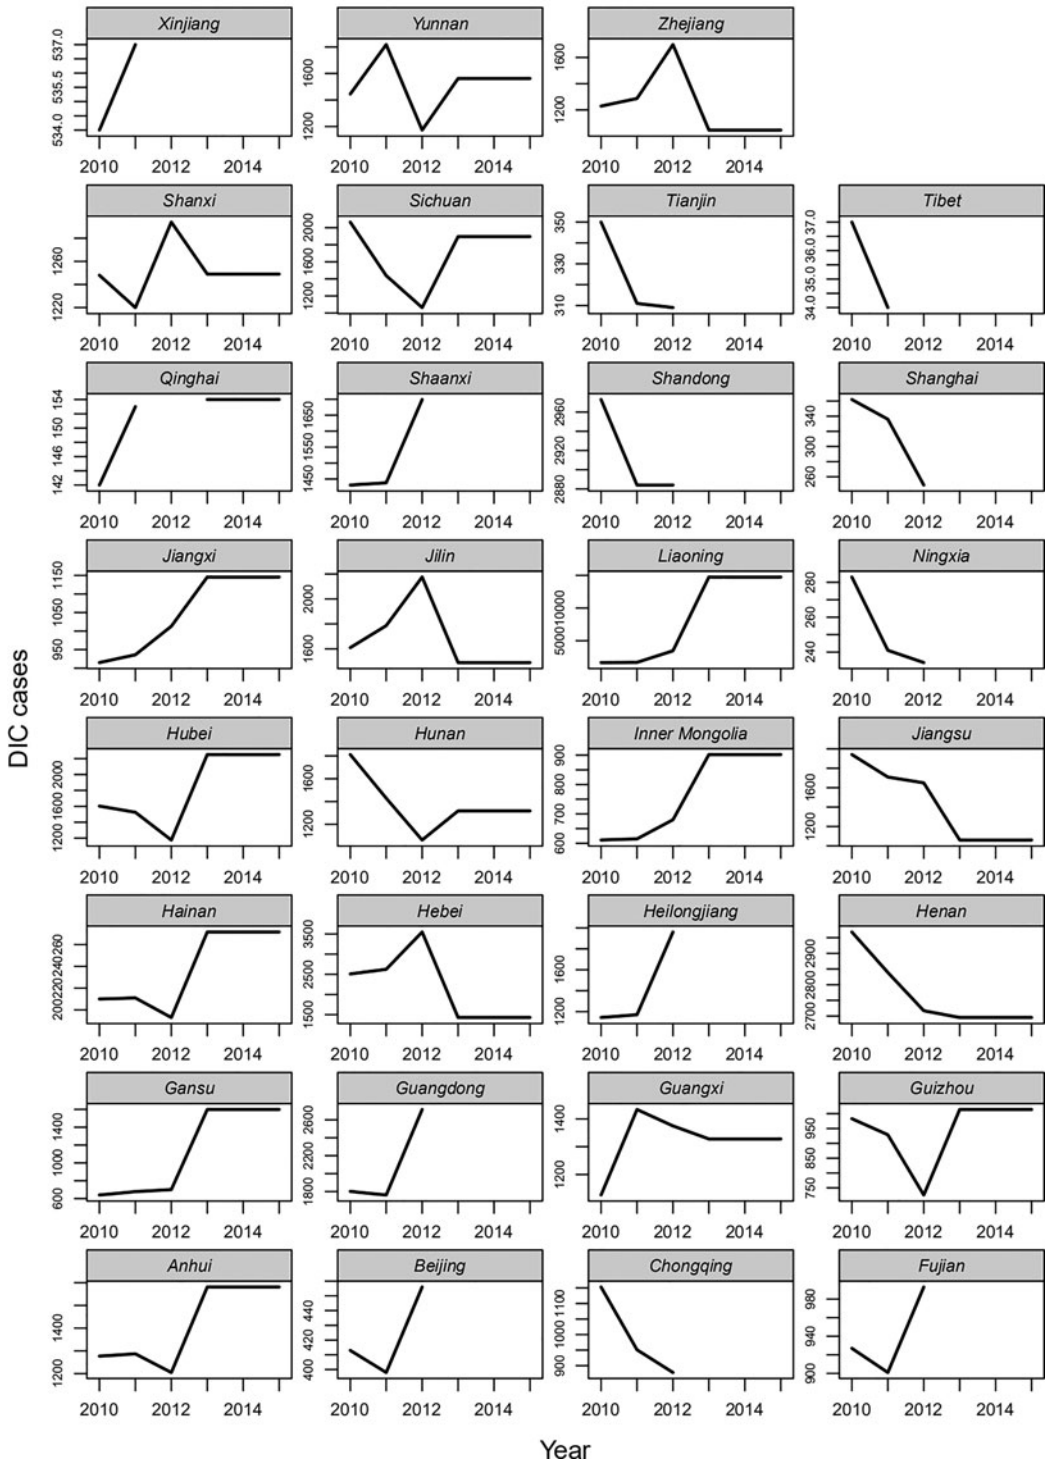 Xinjiang Yunnan Zhejiang
537.0 535.5 534.0
1600 1200
1600 1200
2010 2012 2014 2010 2012 2014 2010 2012 2014
Shanxi Sichuan Tianjin Tibet
1260 1220
2000 1600 1200
350 330 310
37.0 36.0 35.0 34.0
2010 2012 2014 2010 2012 2014 2010 2012 2014 2010 2012 2014
Qinghai Shaanxi Shandong Shanghai
154 150 146 142
1650 1550 1450
2960 2920 2880
340 300 260
2010 2012 2014 2010 2012 2014 2010 2012 2014 2010 2012 2014
Jiangxi Jilin Liaoning Ningxia
1150 1050 950
2000 1600
10000 5000
280 260 240
2010 2012 2014 2010 2012 2014 2010 2012 2014 2010 2012 2014
DIC cases
Hubei Hunan Inner Mongolia Jiangsu
2000 1600 1200
1600 1200
900 800 700 600
1600 1200
2010 2012 2014 2010 2012 2014 2010 2012 2014 2010 2012 2014
Hainan Hebei Heilongjiang Henan
260 240 220 200
3500 2500 1500
1600 1200
2900 2800 2700
2010 2012 2014 2010 2012 2014 2010 2012 2014 2010 2012 2014
Gansu Guangdong Guangxi Guizhou
1400 1000 600
2600 2200 1800
1400 1200
950 850 750
2010 2012 2014 2010 2012 2014 2010 2012 2014 2010 2012 2014
Anhui Beijing Chongqing Fujian
1400 1200
440 420 400
1100 1000 900
980 940 900
2010 2012 2014 2010 2012 2014 2010 2012 2014 2010 2012 2014
Year